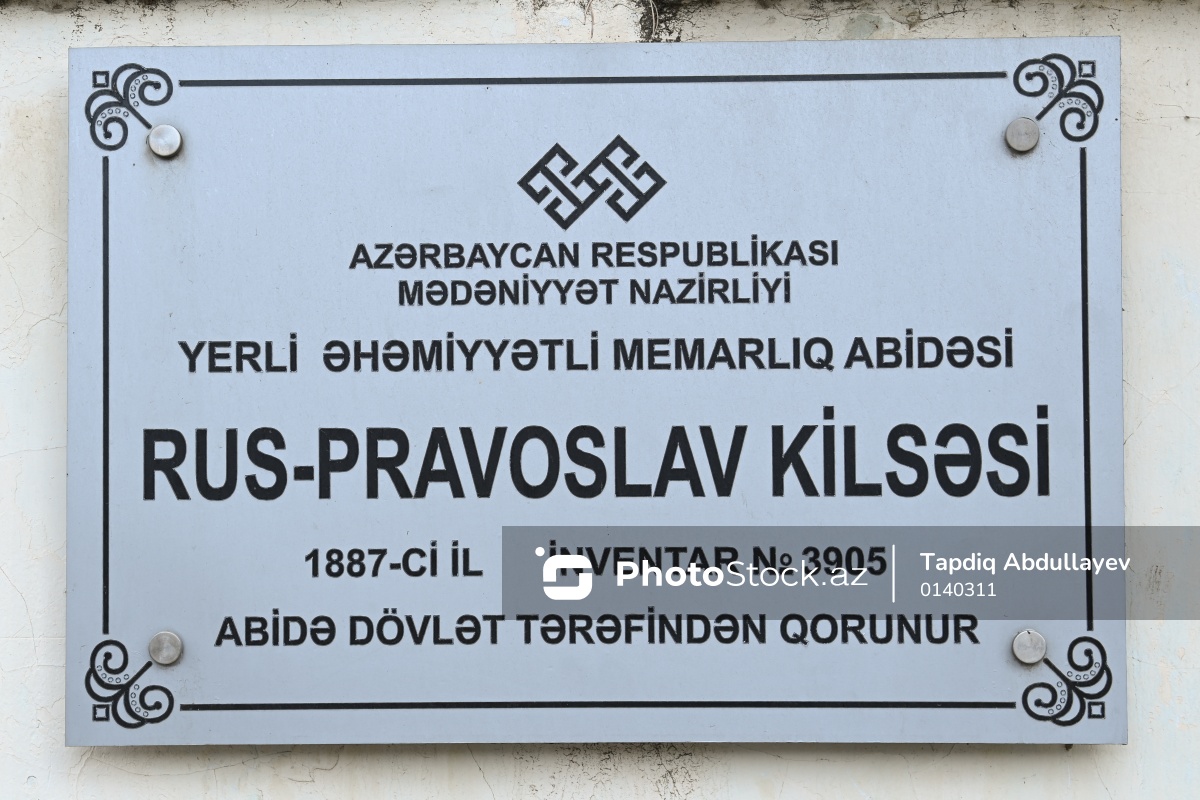 AZƏRBAYCAN RESPUBLİKASI
MƏDƏNİYYƏT NAZİRLİYİ
YERLİ ƏHƏMİYYƏTLİ MEMARLIQ ABİDƏSİ
RUS-PRAVOSLAV KİLSƏSİ
1887-Cİ İL İNVENTAR № 3905
PhotoStock.az
Tapdiq Abdullayev
0140311
ABİDƏ DÖVLƏT TƏRƏFİNDƏN QORUNUR